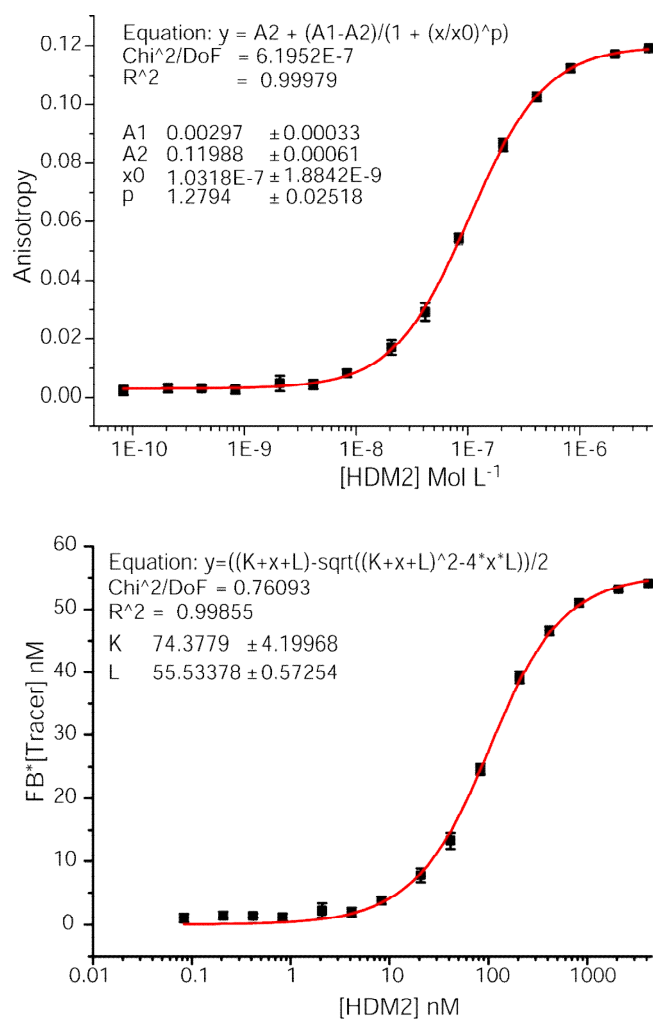 Equation: y = A2 + (A1-A2)/(1 + (x/x0)^p)
Chi^2/DoF = 6.1952E-7
R^2 = 0.99979
A1 0.00297 ±0.00033
A2 0.11988 ±0.00061
x0 1.0318E-7 ±1.8842E-9
p 1.2794 ±0.02518
0.12
0.10
0.08
0.06
0.04
0.02
0.00
Anisotropy
1E-10 1E-9 1E-8 1E-7 1E-6
[HDM2] Mol L-1
Equation: y=((K+x+L)-sqrt((K+x+L)^2-4*x*L))/2
Chi^2/DoF = 0.76093
R^2 = 0.99855
K 74.3779 ±4.19968
L 55.53378 ±0.57254
60
50
40
30
20
10
0
FB*[Tracer] nM
0.01 0.1 1 10 100 1000
[HDM2] nM